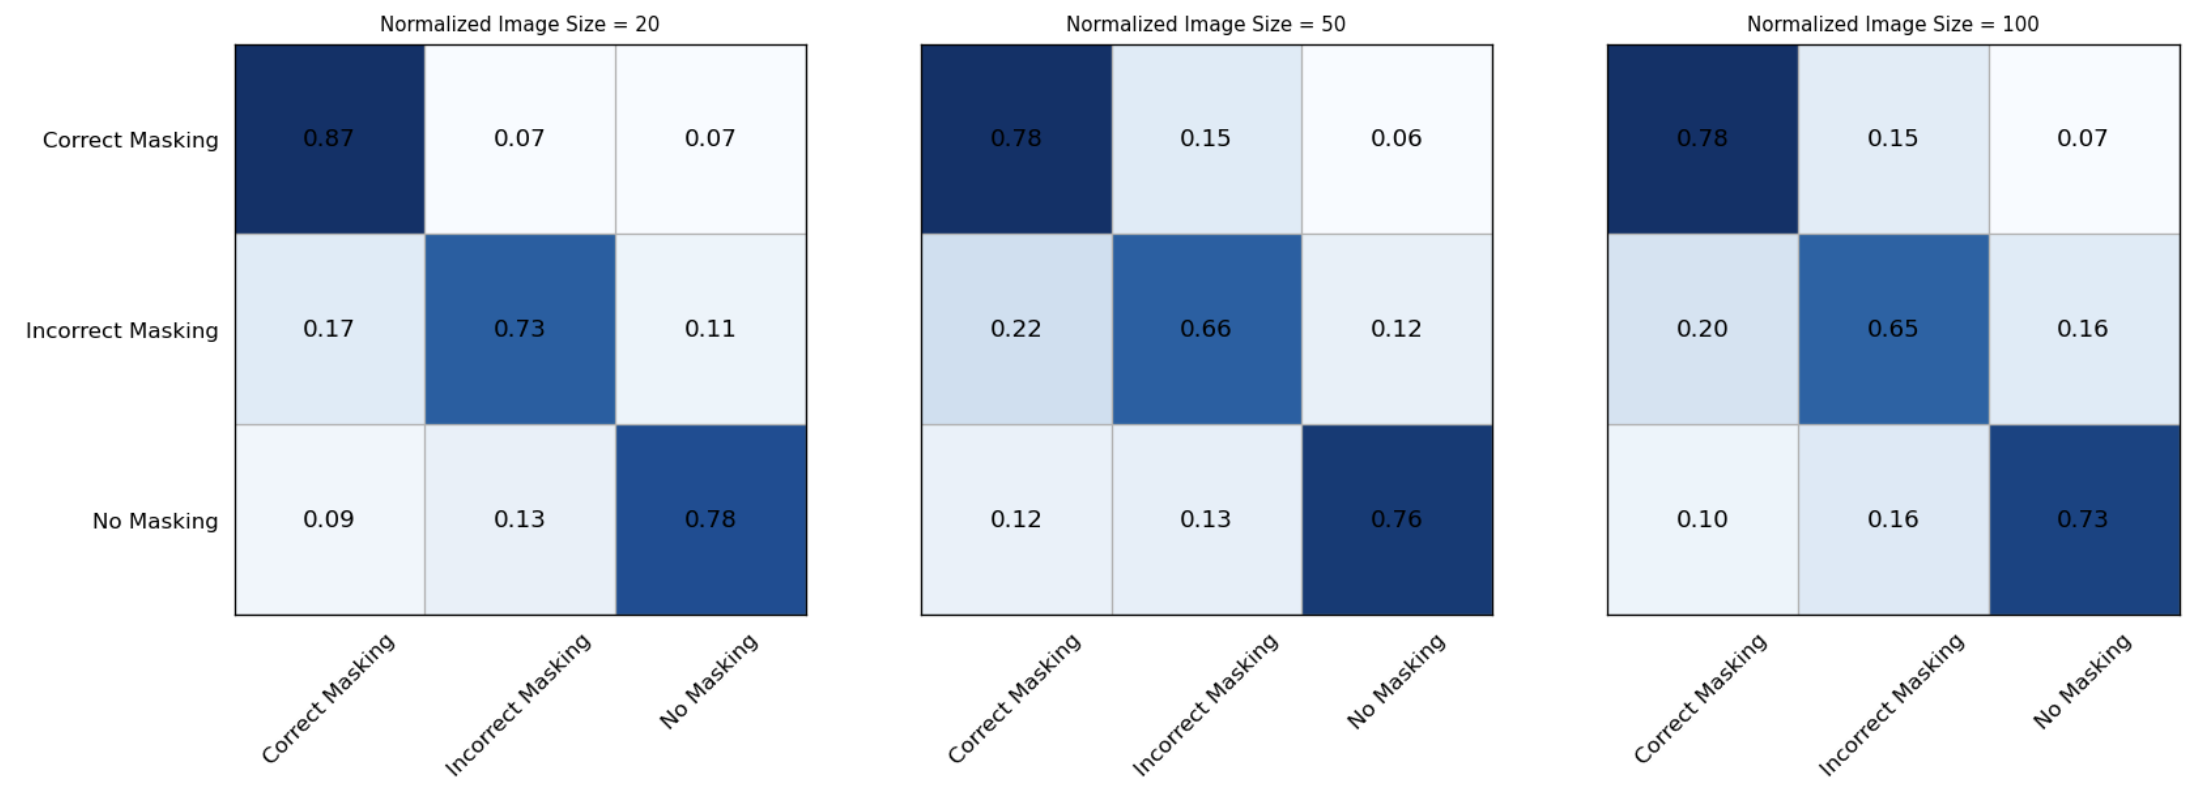 Normalized Image Size = 20
Normalized Image Size = 50
Normalized Image Size = 100
Correct Masking
0.87 0.07 0.07
0.78 0.15 0.06
0.78 0.15 0.07
Incorrect Masking
0.17 0.73 0.11
0.22 0.66 0.12
0.20 0.65 0.16
No Masking
0.09 0.13 0.78
0.12 0.13 0.76
0.10 0.16 0.73
Correct Masking
Incorrect Masking
No Masking
Correct Masking
Incorrect Masking
No Masking
Correct Masking
Incorrect Masking
No Masking